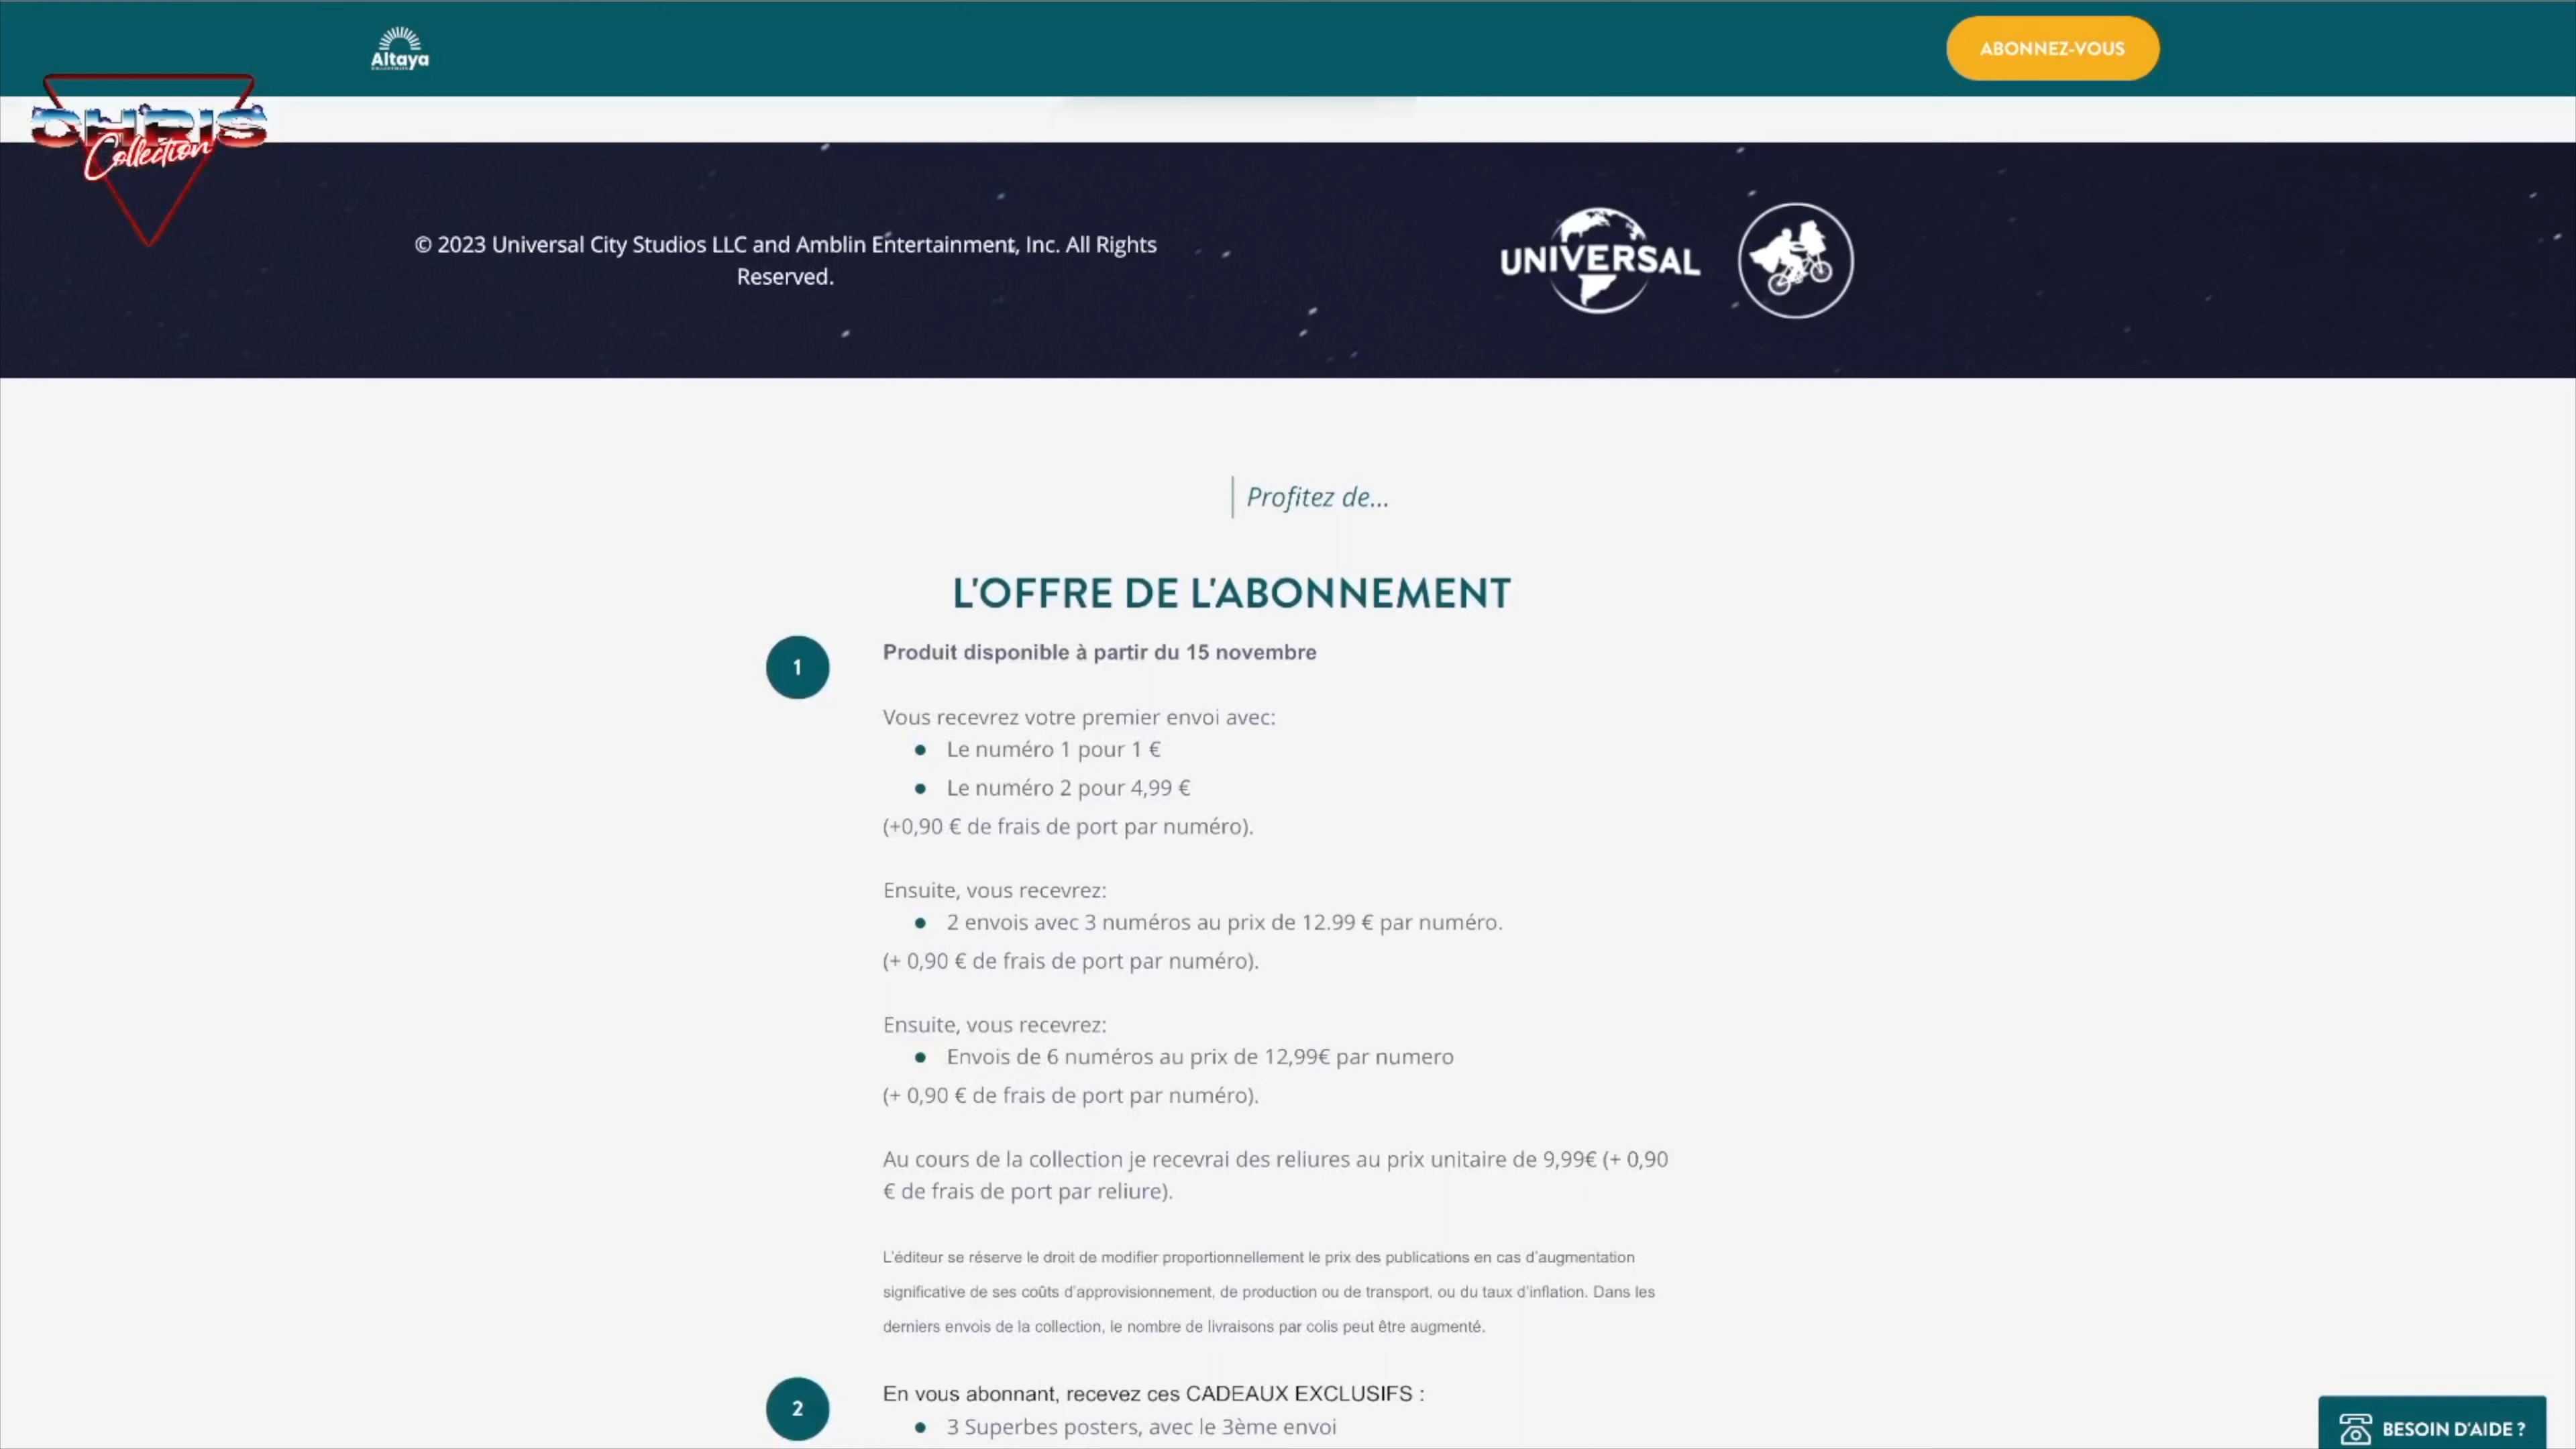 Altaya
ABONNEZ-VOUS
CHRIS
Collection
© 2023 Universal City Studios LLC and Amblin Entertainment, Inc. All Rights
Reserved.
UNIVERSAL
Profitez de...
L'OFFRE DE L'ABONNEMENT
1
Produit disponible à partir du 15 novembre
Vous recevrez votre premier envoi avec:
● Le numéro 1 pour 1 €
● Le numéro 2 pour 4,99 €
(+0,90 € de frais de port par numéro).
Ensuite, vous recevrez:
● 2 envois avec 3 numéros au prix de 12.99 € par numéro.
(+ 0,90 € de frais de port par numéro).
Ensuite, vous recevrez:
● Envois de 6 numéros au prix de 12,99€ par numero
(+ 0,90 € de frais de port par numéro).
Au cours de la collection je recevrai des reliures au prix unitaire de 9,99€ (+ 0,90
€ de frais de port par reliure).
L'éditeur se réserve le droit de modifier proportionnellement le prix des publications en cas d'augmentation
significative de ses coûts d'approvisionnement, de production ou de transport, ou du taux d'inflation. Dans les
derniers envois de la collection, le nombre de livraisons par colis peut être augmenté.
2
En vous abonnant, recevez ces CADEAUX EXCLUSIFS :
● 3 Superbes posters, avec le 3ème envoi
BESOIN D'AIDE ?